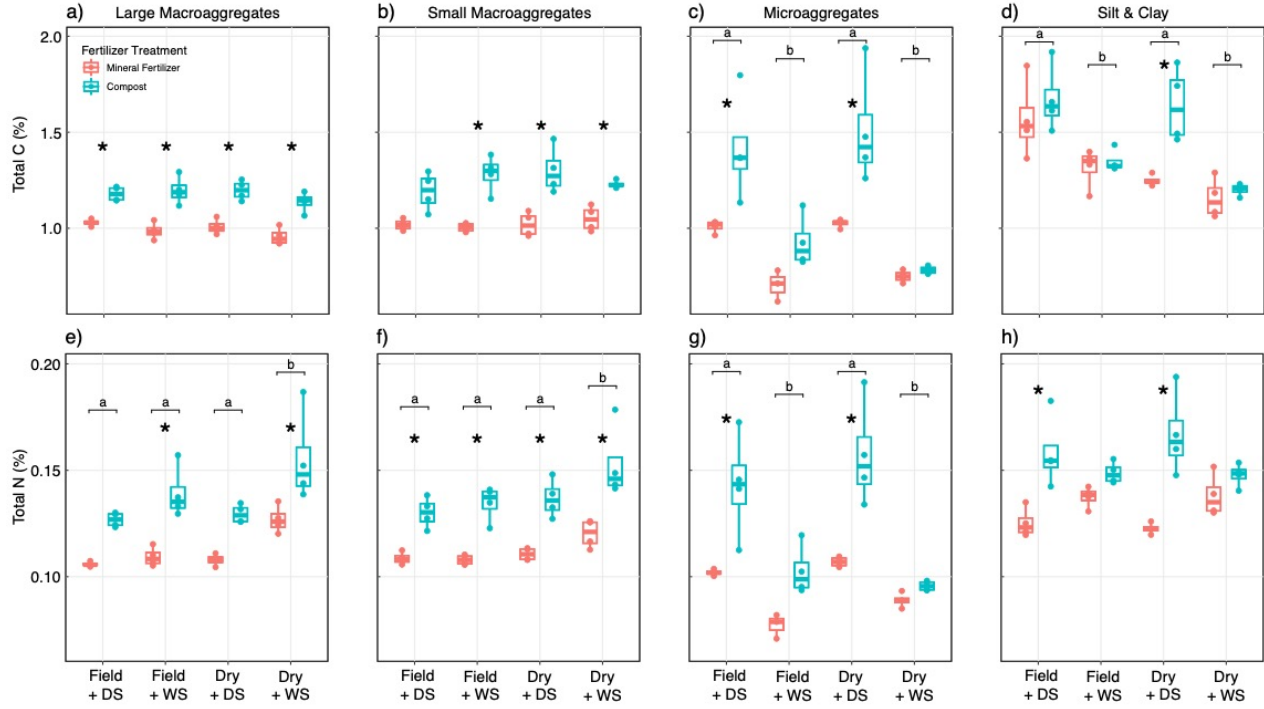 a) Large Macroaggregates
b) Small Macroaggregates
c) Microaggregates
d) Silt & Clay
2.0
1.5
1.0
Total C (%)
Fertilizer Treatment
Mineral Fertilizer
Compost
* * * *
* * *
a b a b
* *
a b a b
*
e)
f)
g)
h)
0.20
0.15
0.10
Total N (%)
a a a b
* *
a a a b
* * * *
a b a b
* *
* *
Field Field Dry Dry
+ DS + WS + DS + WS
Field Field Dry Dry
+ DS + WS + DS + WS
Field Field Dry Dry
+ DS + WS + DS + WS
Field Field Dry Dry
+ DS + WS + DS + WS